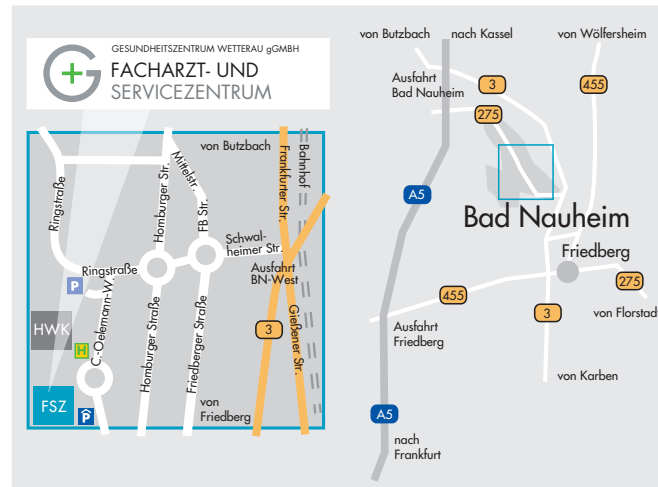 GESUNDHEITSZENTRUM WETTERAU gGMBH
FACHARZT- UND
SERVICEZENTRUM
von Butzbach
Ringstraße
Homburger Str.
Mittelstr.
FB Str.
Frankfurter Str.
Bahnhof
Schwal-
heimer Str.
Ringstraße
Ausfahrt
BN-West
P
C.-Oelemann-W.
Homburger Straße
Friedberger Straße
3
Gießener Str.
HWK
H
FSZ
P
von
Friedberg
von Butzbach
nach Kassel
von Wölfersheim
Ausfahrt
Bad Nauheim
3
455
275
A5
Bad Nauheim
Friedberg
275
455
3
von Florstadt
Ausfahrt
Friedberg
von Karben
A5
nach
Frankfurt